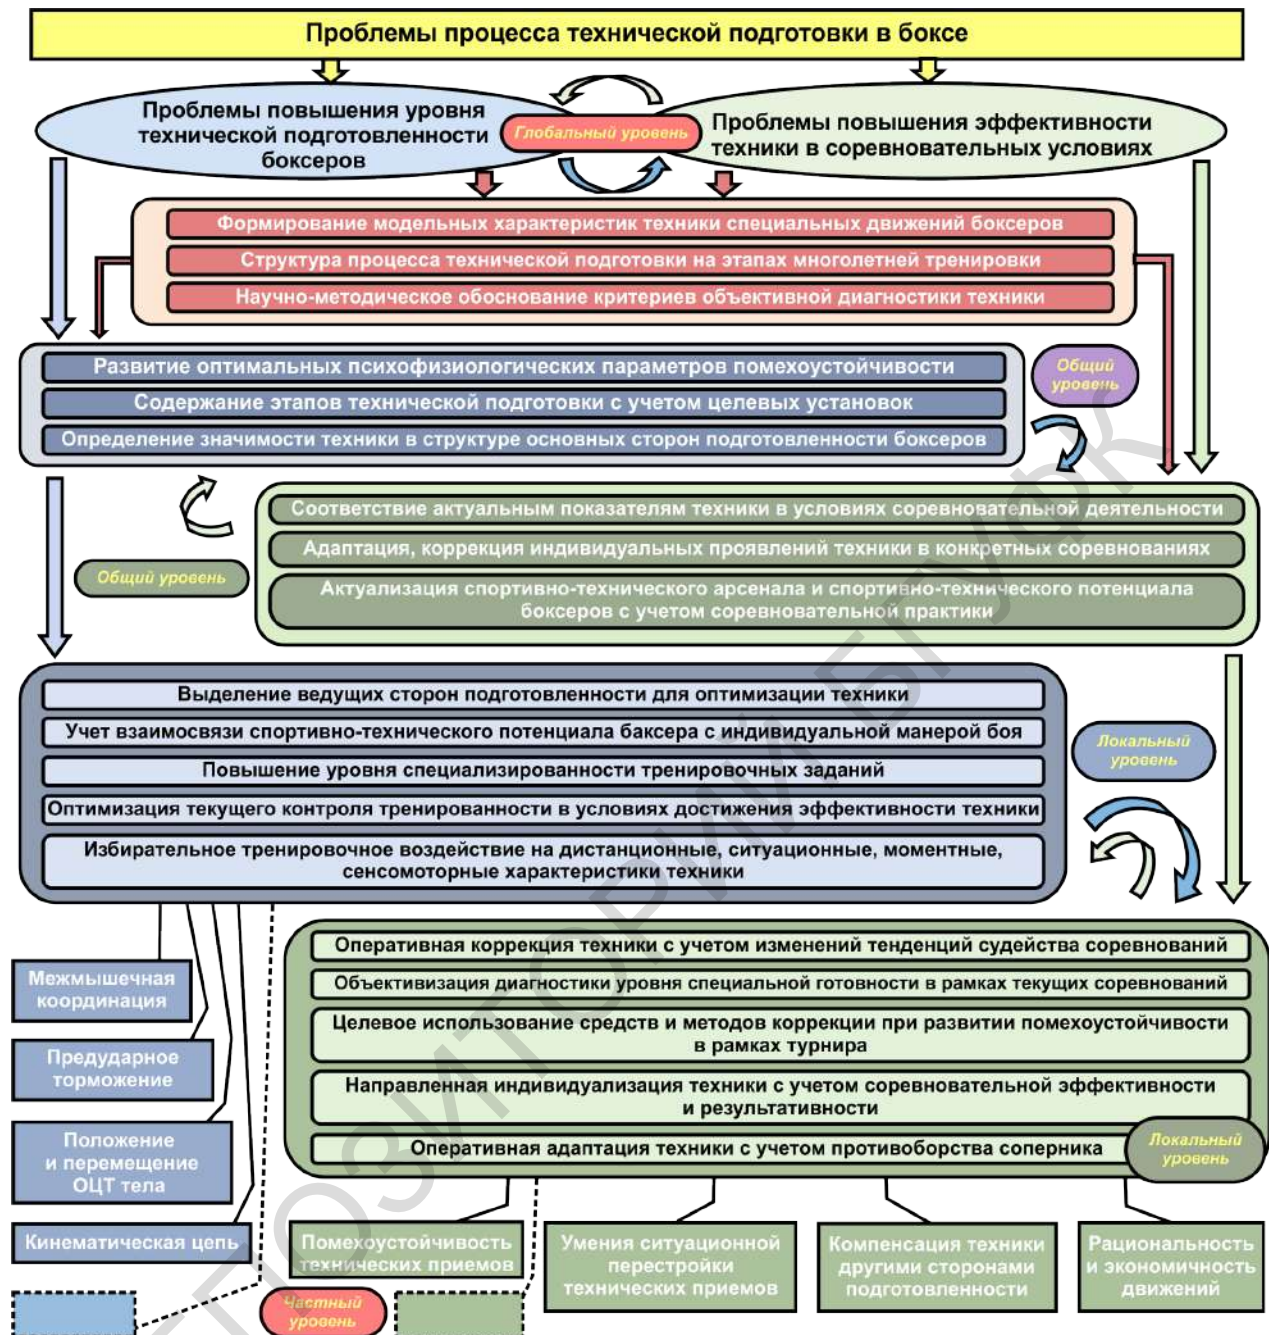 Проблемы процесса технической подготовки в боксе
Проблемы повышения уровня
технической подготовленности
боксеров
Глобальный уровень
Проблемы повышения эффективности
техники в соревновательных условиях
Формирование модельных характеристик техники специальных движений боксеров
Структура процесса технической подготовки на этапах многолетней тренировки
Научно-методическое обоснование критериев объективной диагностики техники
Развитие оптимальных психофизиологических параметров помехоустойчивости
Содержание этапов технической подготовки с учетом целевых установок
Определение значимости техники в структуре основных сторон подготовленности боксеров
Общий
уровень
Соответствие актуальным показателям техники в условиях соревновательной деятельности
Адаптация, коррекция индивидуальных проявлений техники в конкретных соревнованиях
Актуализация спортивно-технического арсенала и спортивно-технического потенциала
боксеров с учетом соревновательной практики
Общий уровень
Выделение ведущих сторон подготовленности для оптимизации техники
Учет взаимосвязи спортивно-технического потенциала баксера с индивидуальной манерой боя
Повышение уровня специализированности тренировочных заданий
Оптимизация текущего контроля тренированности в условиях достижения эффективности техники
Избирательное тренировочное воздействие на дистанционные, ситуационные, моментные,
сенсомоторные характеристики техники
Локальный
уровень
Оперативная коррекция техники с учетом изменений тенденций судейства соревнований
Объективизация диагностики уровня специальной готовности в рамках текущих соревнований
Целевое использование средств и методов коррекции при развитии помехоустойчивости
в рамках турнира
Направленная индивидуализация техники с учетом соревновательной эффективности
и результативности
Оперативная адаптация техники с учетом противоборства соперника
Локальный
уровень
Межмышечная
координация
Предударное
торможение
Положение
и перемещение
ОЦТ тела
Кинематическая цепь
Помехоустойчивость
технических приемов
Умения ситуационной
перестройки
технических приемов
Компенсация техники
другими сторонами
подготовленности
Рациональность
и экономичность
движений
Частный
уровень
ПОЗИТОРИЙ БГУФК